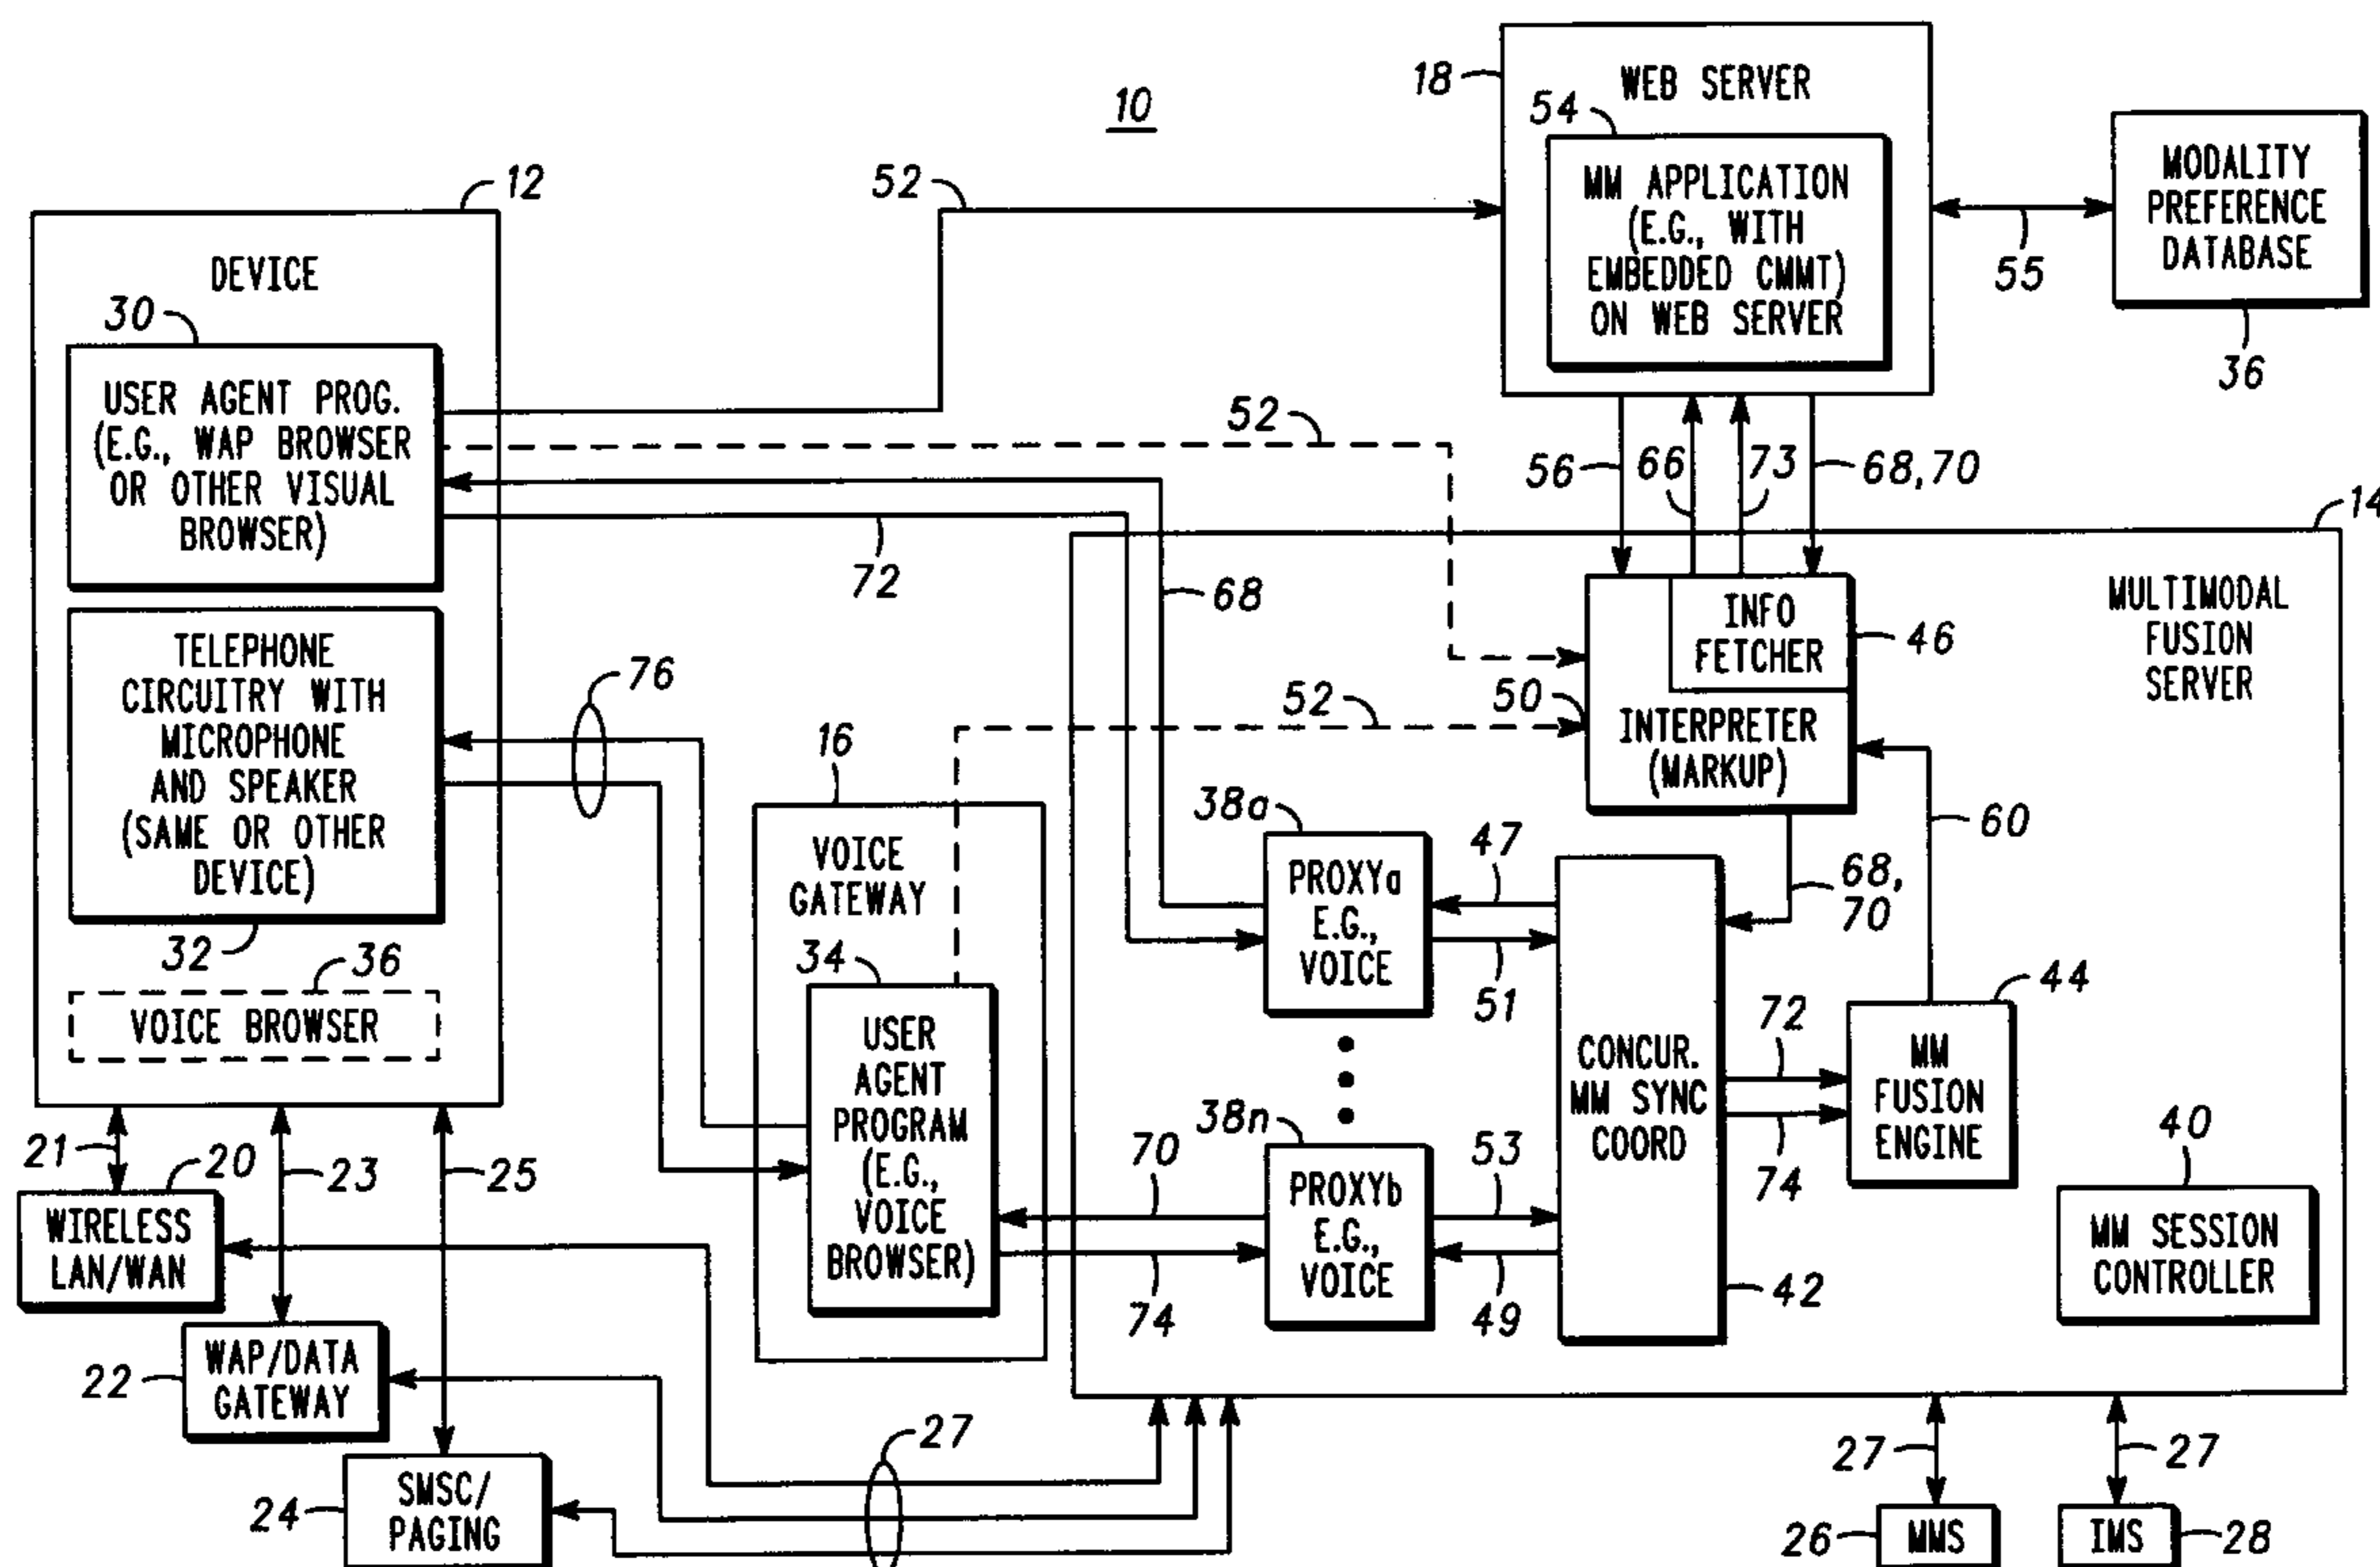 10
18
WEB SERVER
54
MM APPLICATION
(E.G., WITH
EMBEDDED CMMT)
ON WEB SERVER
55
MODALITY
PREFERENCE
DATABASE
36
12
DEVICE
30
USER AGENT PROG.
(E.G., WAP BROWSER
OR OTHER VISUAL
BROWSER)
52
52
72
68
56
66
73
68,70
14
MULTIMODAL
FUSION
SERVER
INFO
FETCHER
46
50
INTERPRETER
(MARKUP)
52
TELEPHONE
CIRCUITRY WITH
MICROPHONE
AND SPEAKER
(SAME OR OTHER
DEVICE)
32
76
36
VOICE BROWSER
16
VOICE
GATEWAY
34
USER
AGENT
PROGRAM
(E.G.,
VOICE
BROWSER)
38a
PROXYa
E.G.,
VOICE
47
51
68,
70
60
CONCUR.
MM SYNC
COORD
42
72
74
44
MM
FUSION
ENGINE
38n
PROXYb
E.G.,
VOICE
70
74
53
49
40
MM SESSION
CONTROLLER
21
20
WIRELESS
LAN/WAN
23
25
22
WAP/DATA
GATEWAY
24
SMSC/
PAGING
27
27
27
26
MMS
IMS
28